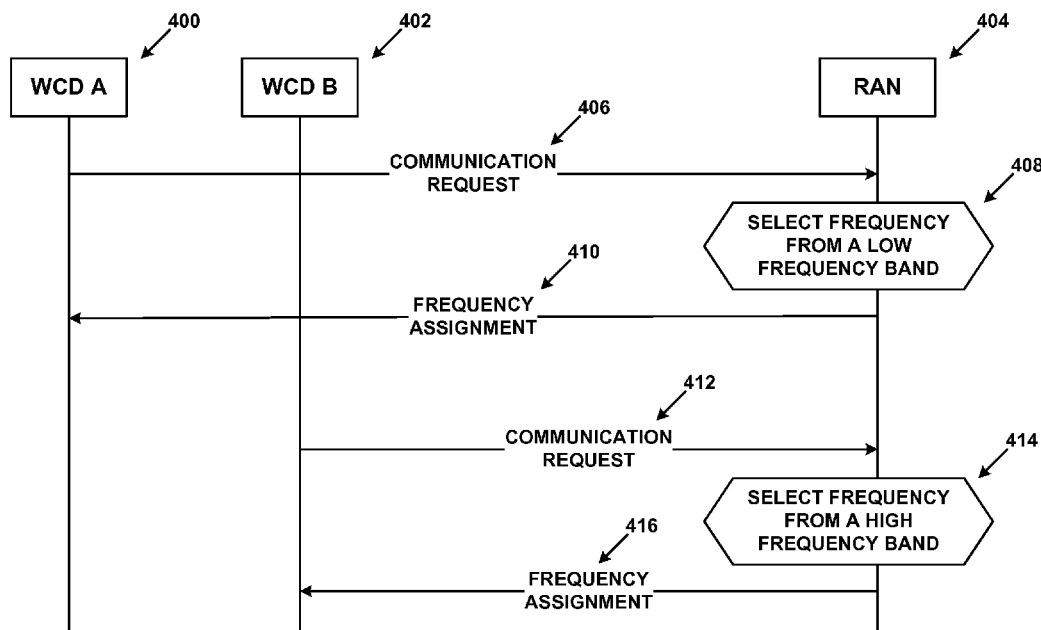 400
402
404
WCD A
WCD B
RAN
406
COMMUNICATION
REQUEST
408
SELECT FREQUENCY
FROM A LOW
FREQUENCY BAND
410
FREQUENCY
ASSIGNMENT
412
COMMUNICATION
REQUEST
414
SELECT FREQUENCY
FROM A HIGH
FREQUENCY BAND
416
FREQUENCY
ASSIGNMENT